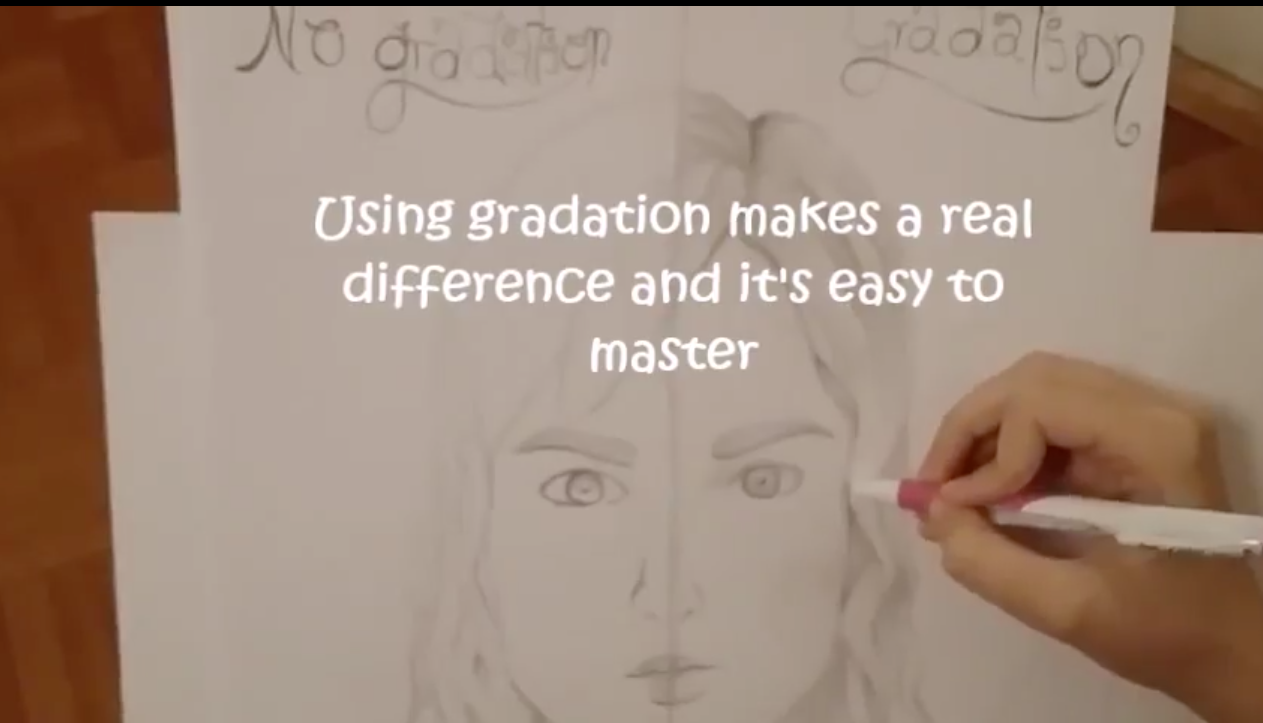 No gradation
Gradation
Using gradation makes a real
difference and it's easy to
master